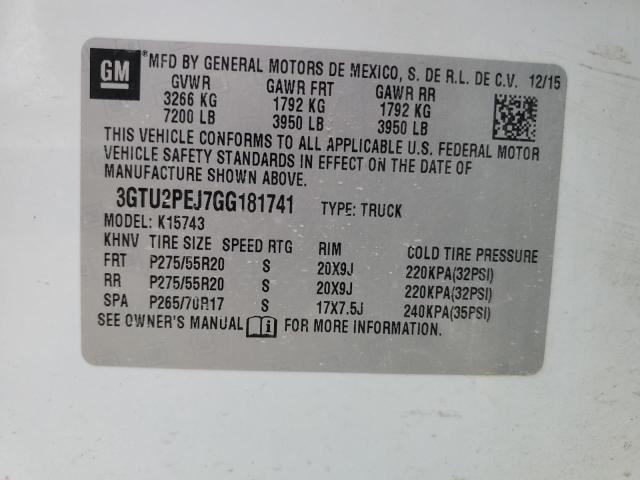 GM
*MFD BY GENERAL MOTORS DE MEXICO, S. DE R.L. DE C.V. 12/15
GVWR GAWR FRT GAWR RR
3266 KG 1792 KG 1792 KG
7200 LB 3950 LB 3950 LB
THIS VEHICLE CONFORMS TO ALL APPLICABLE U.S. FEDERAL MOTOR
VEHICLE SAFETY STANDARDS IN EFFECT ON THE DATE OF
MANUFACTURE SHOWN ABOVE.
3GTU2PEJ7GG181741 TYPE: TRUCK
MODEL: K15743
KHNV TIRE SIZE SPEED RTG RIM COLD TIRE PRESSURE
FRT P275/55R20 S 20X9J 220KPA(32PSI)
RR P275/55R20 S 20X9J 220KPA(32PSI)
SPA P265/70R17 S 17X7.5J 240KPA(35PSI)
SEE OWNER'S MANUAL FOR MORE INFORMATION.